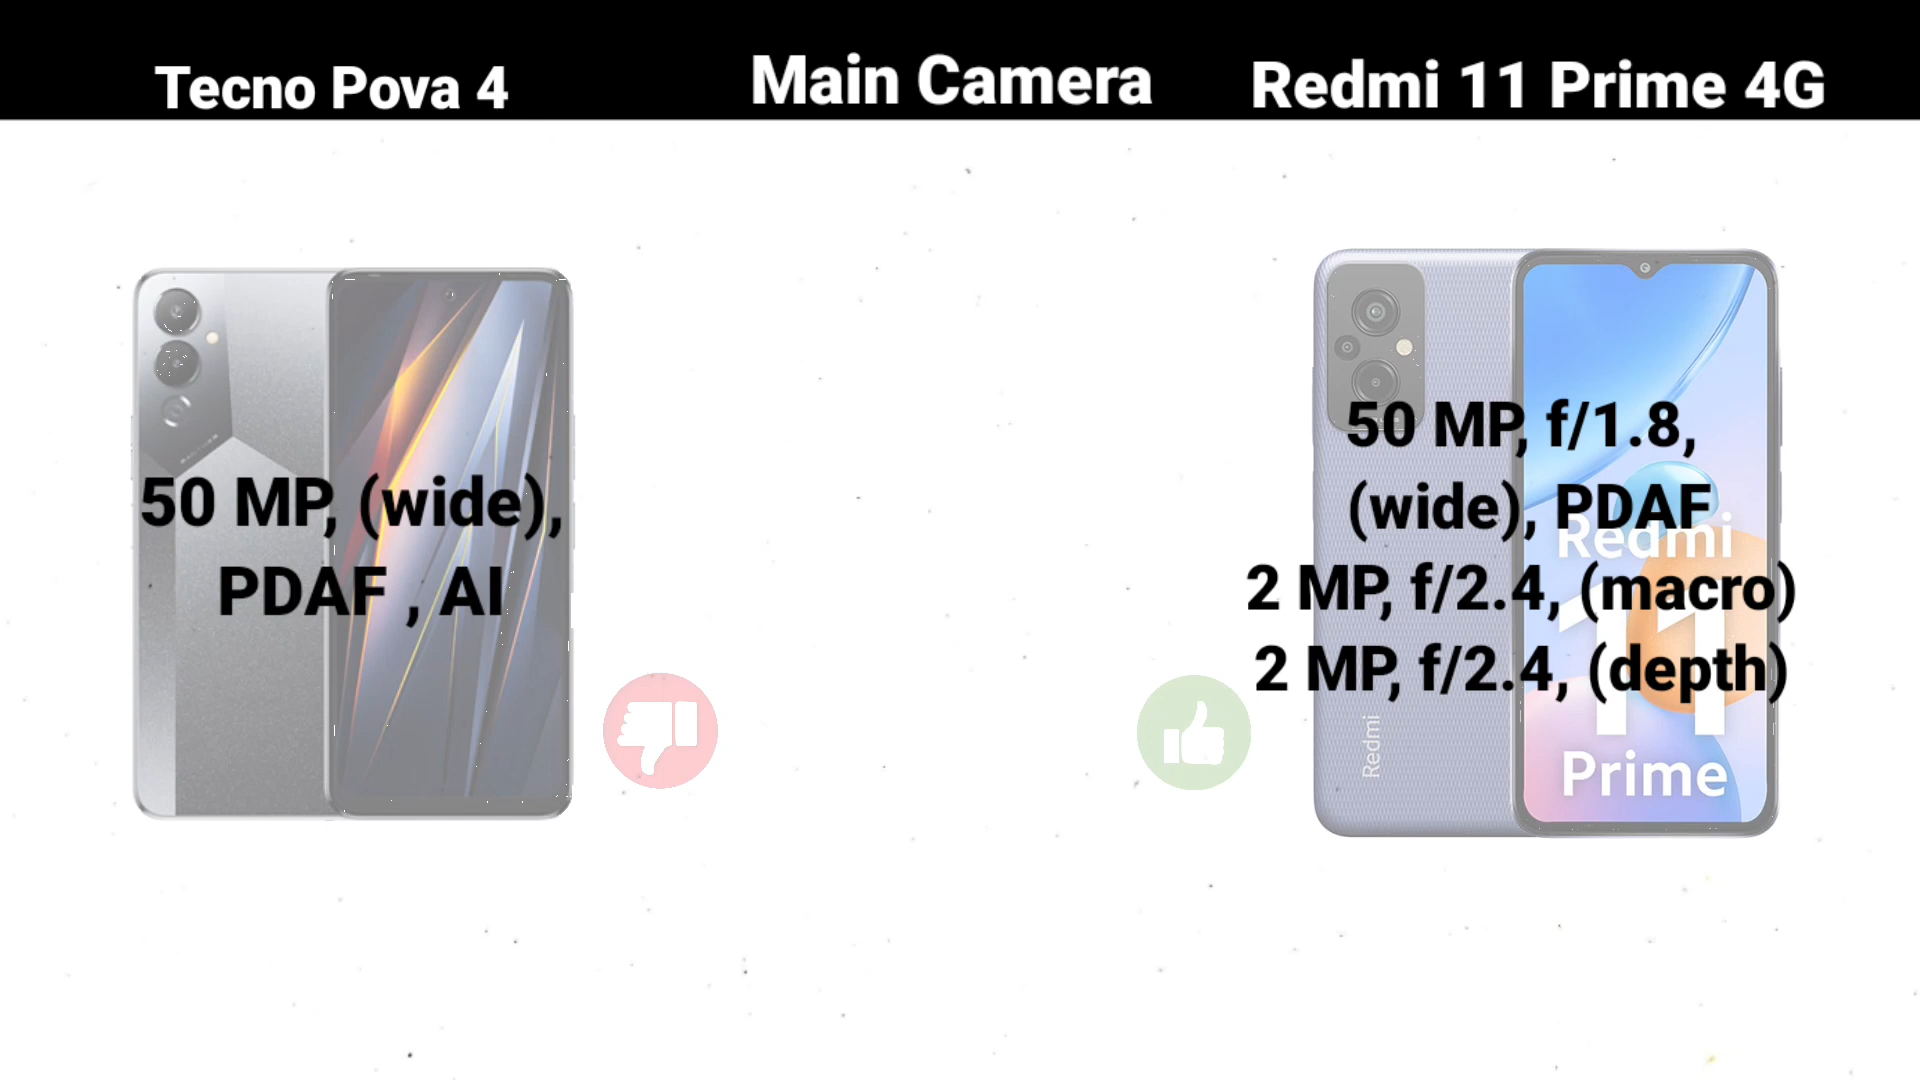 Tecno Pova 4
Main Camera
Redmi 11 Prime 4G
50 MP, (wide),
PDAF , AI
50 MP, f/1.8,
(wide), PDAF
2 MP, f/2.4, (macro)
2 MP, f/2.4, (depth)
Redmi
Redmi
11
Prime